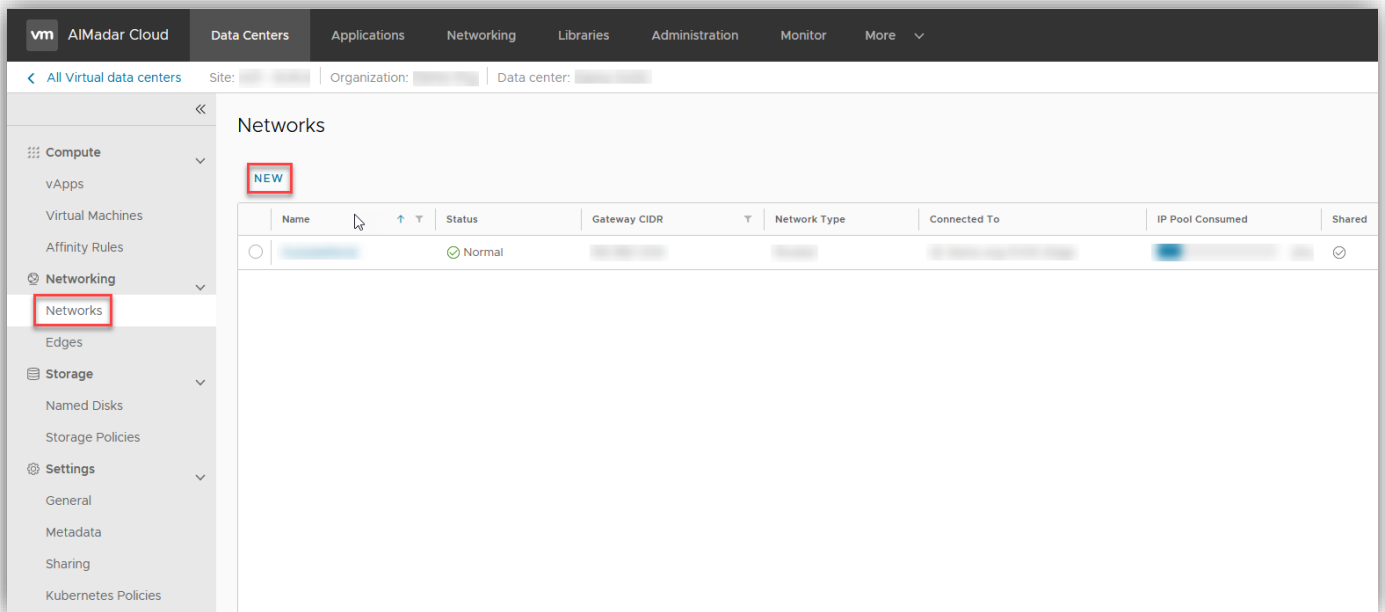 vm AlMadar Cloud Data Centers Applications Networking Libraries Administration Monitor More
All Virtual data centers Site: Organization: Data center:
Networks
NEW
Name Status Gateway CIDR Network Type Connected To IP Pool Consumed Shared
Normal
Compute
vApps
Virtual Machines
Affinity Rules
Networking
Networks
Edges
Storage
Named Disks
Storage Policies
Settings
General
Metadata
Sharing
Kubernetes Policies